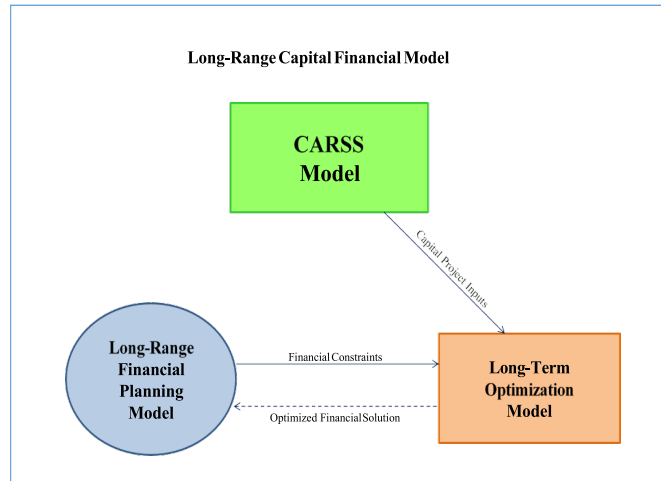 Long-Range Capital Financial Model
CARSS
Model
Capital Project Inputs
Long-Range
Financial
Planning
Model
Financial Constraints
Optimized Financial Solution
Long-Term
Optimization
Model